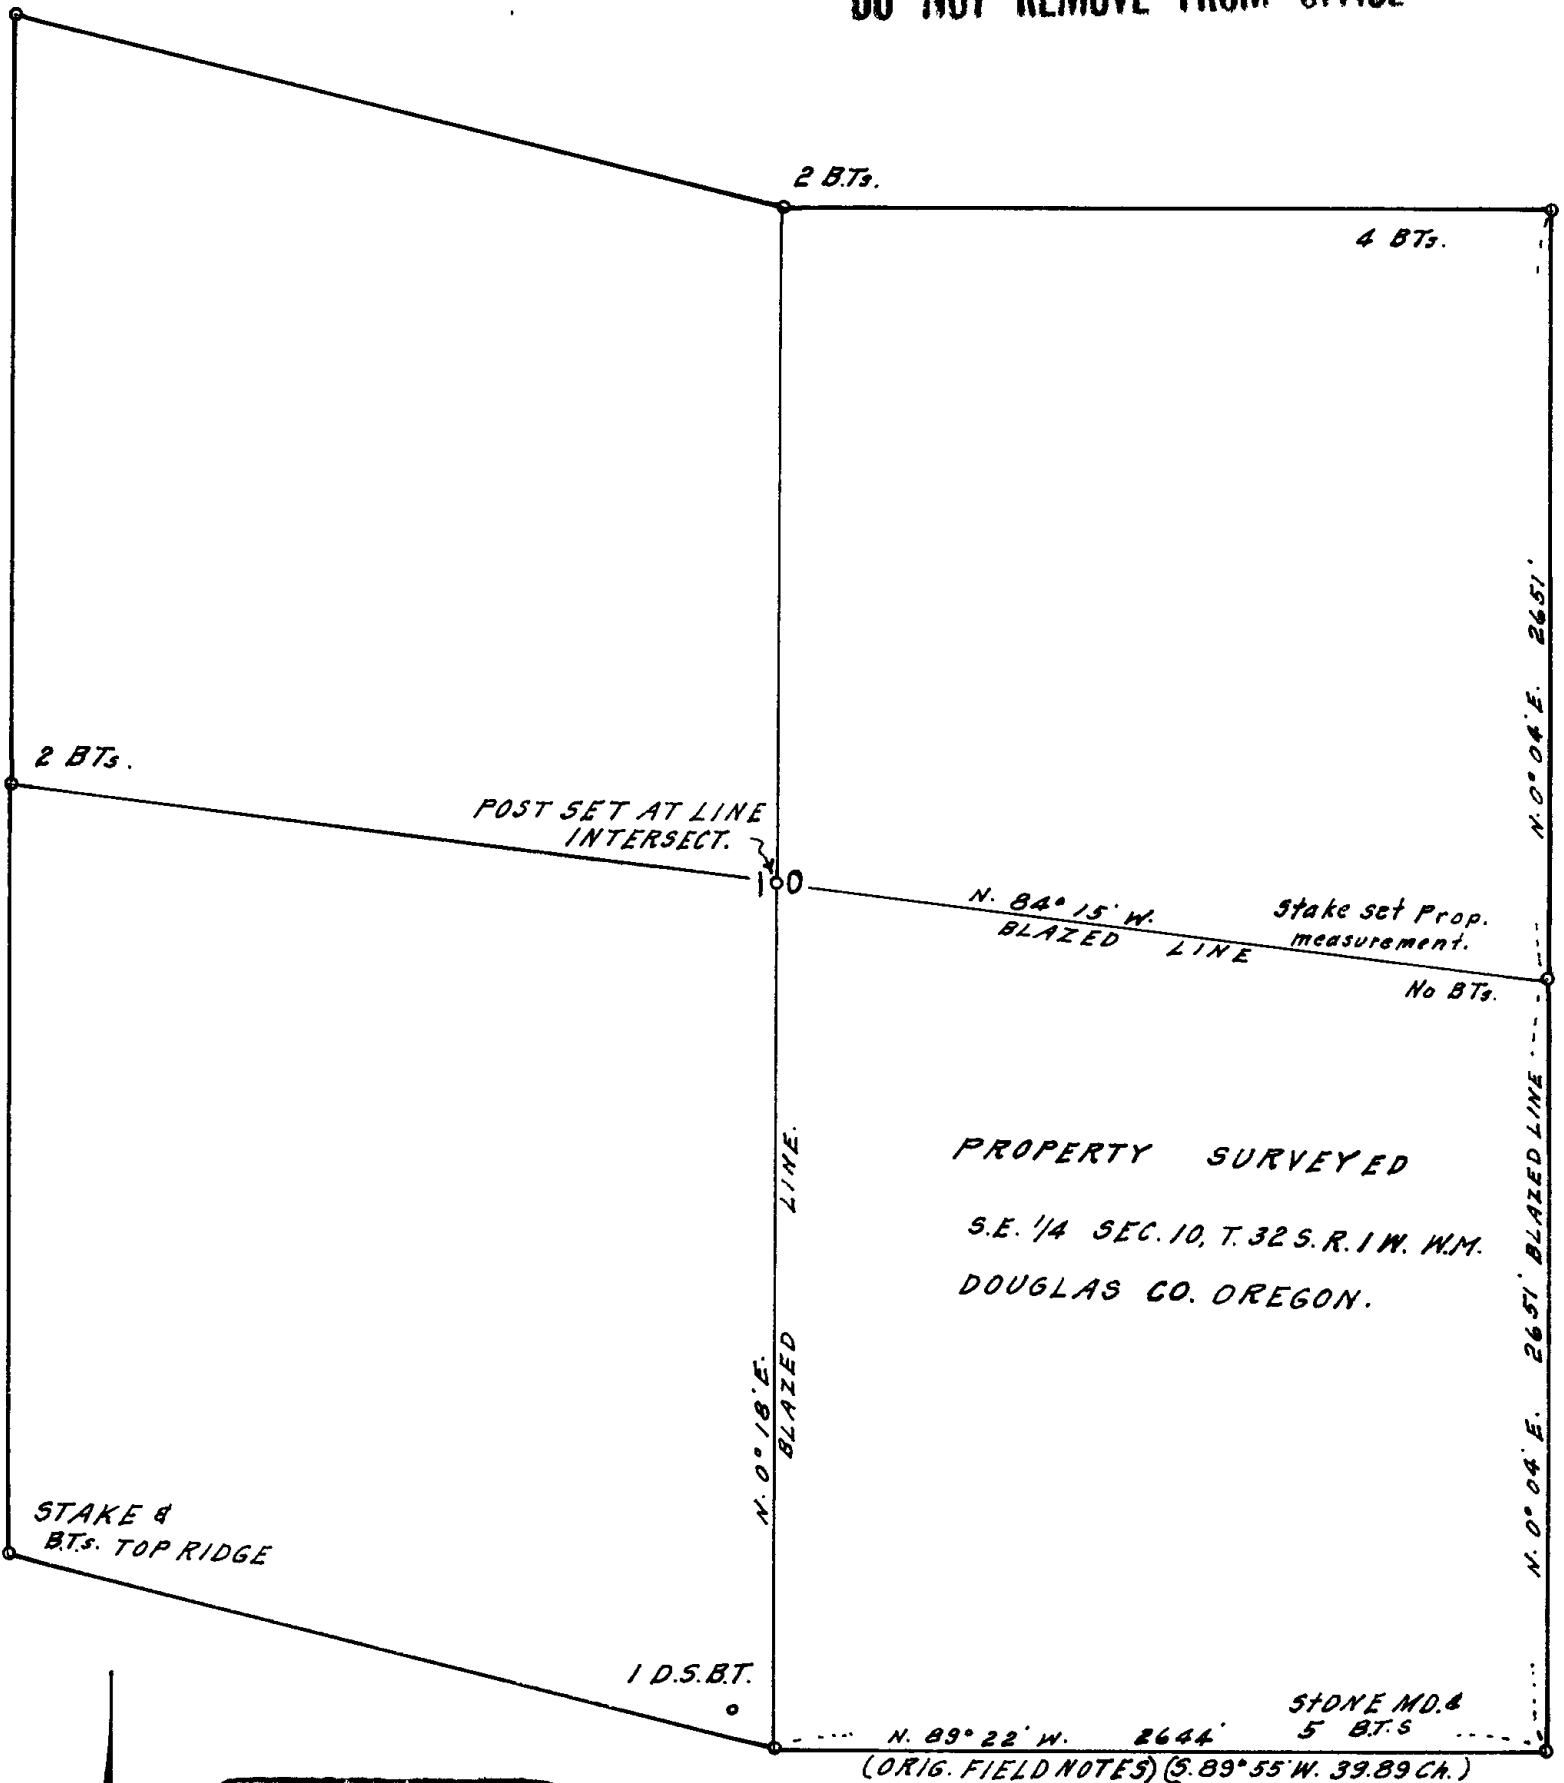 DO NOT REMOVE FROM OFFICE
2 B.Ts.
4 BTs.
N. 0° 04' E. 2651'
2 BTs.
POST SET AT LINE
INTERSECT.
10
N. 84° 15' W.
BLAZED LINE
Stake set Prop.
measurement.
No BTs.
PROPERTY SURVEYED
S.E. 1/4 SEC. 10, T. 32 S. R. 1 W. W.M.
DOUGLAS CO. OREGON.
N. 0° 18' E.
BLAZED LINE.
N. 0° 04' E. 2651' BLAZED LINE
STAKE &
B.T.s. TOP RIDGE
1 D.S.B.T.
STONE MD. &
5 B.T.S
N. 89° 22' W. 2644'
(ORIG. FIELD NOTES) (S. 89° 55' W. 39.89 Ch.)